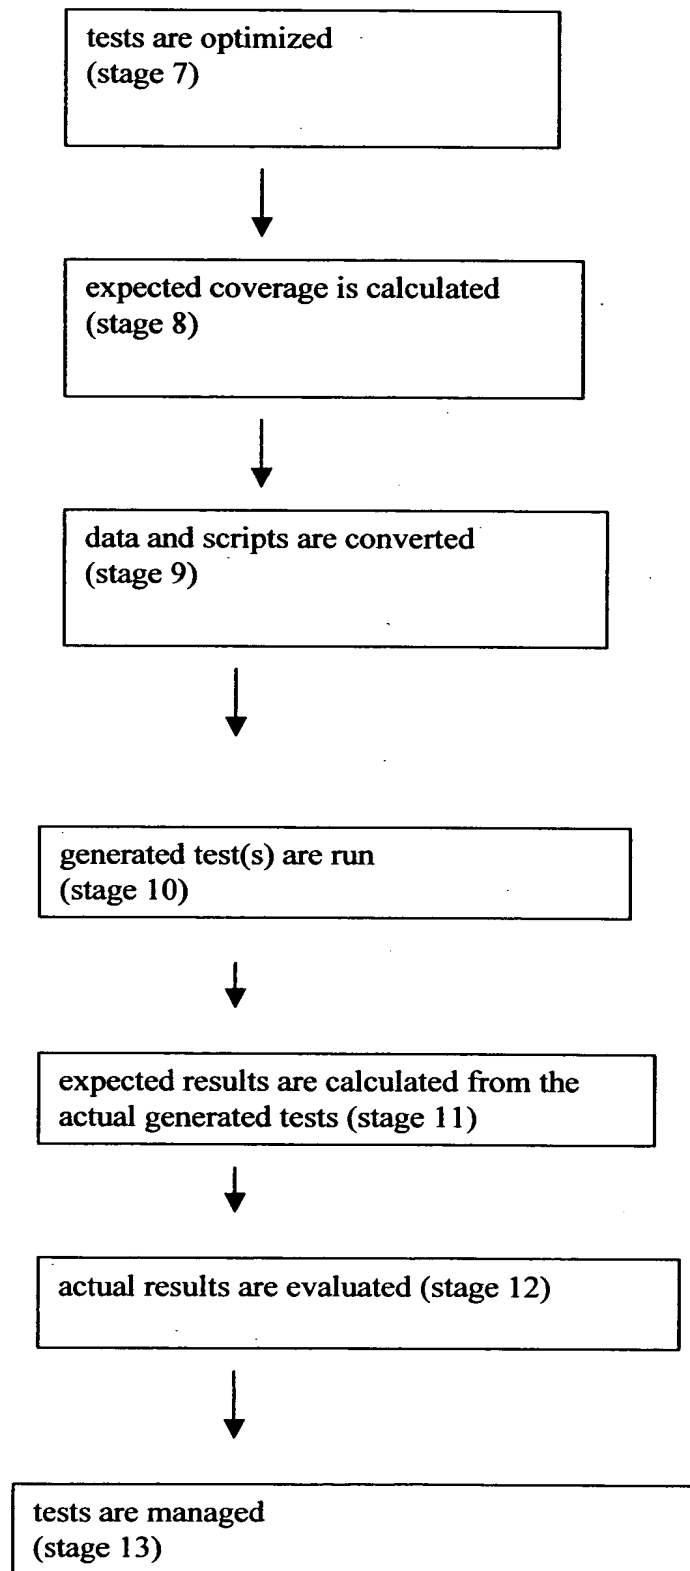 tests are optimized
(stage 7)
expected coverage is calculated
(stage 8)
data and scripts are converted
(stage 9)
generated test(s) are run
(stage 10)
expected results are calculated from the
actual generated tests (stage 11)
actual results are evaluated (stage 12)
tests are managed
(stage 13)